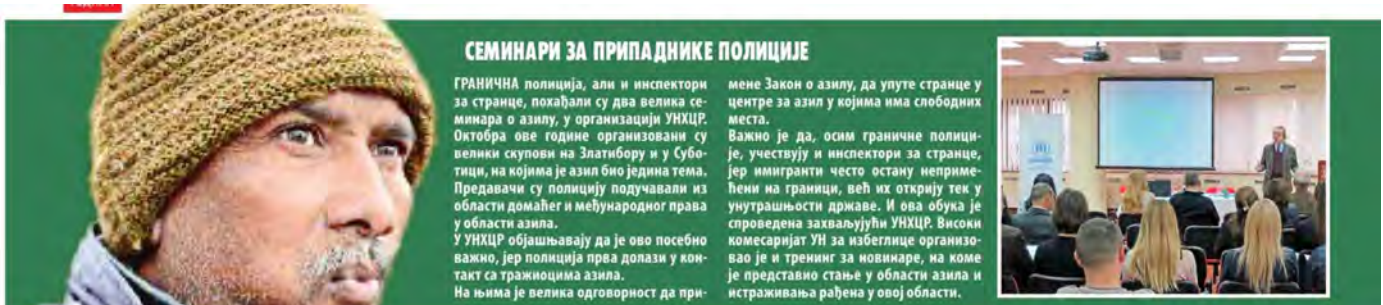 СЕМИНАРИ ЗА ПРИПАДНИКЕ ПОЛИЦИЈЕ
ГРАНИЧНА полиција, али и инспектори
за странце, похађали су два велика се-
минара о азилу, у организацији УНХЦР.
Октобра ове године организовани су
велики скупови на Златибору и у Субо-
тици, на којима је азил био једина тема.
Предавачи су полицију подучавали из
области домаћег и међународног права
у области азила.
У УНХЦР објашњавају да је ово посебно
важно, јер полиција прва долази у кон-
такт са тражиоцима азила.
На њима је велика одговорност да при-
мене Закон о азилу, да упуте странце у
центре за азил у којима има слободних
места.
Важно је да, осим граничне полици-
је, учествују и инспектори за странце,
јер имигранти често остану неприме-
ћени на граници, већ их открију тек у
унутрашњости државе. И ова обука је
спроведена захваљујући УНХЦР. Високи
комесаријат УН за избеглице организо-
вао је и тренинг за новинаре, на коме
је представио стање у области азила и
истраживања рађена у овој области.